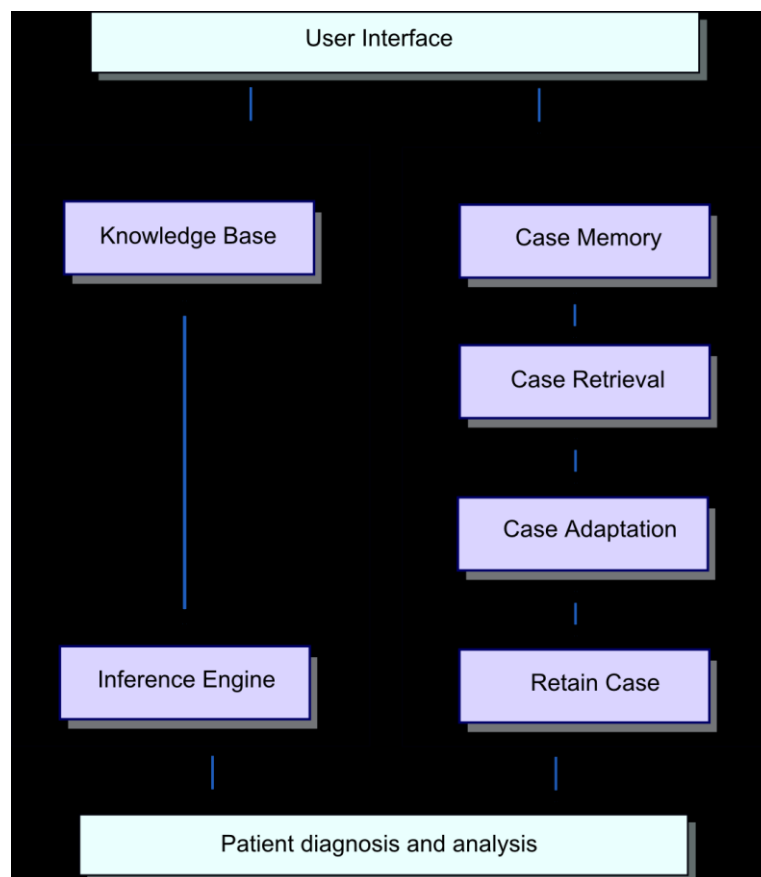 User Interface
Knowledge Base
Case Memory
Case Retrieval
Case Adaptation
Inference Engine
Retain Case
Patient diagnosis and analysis